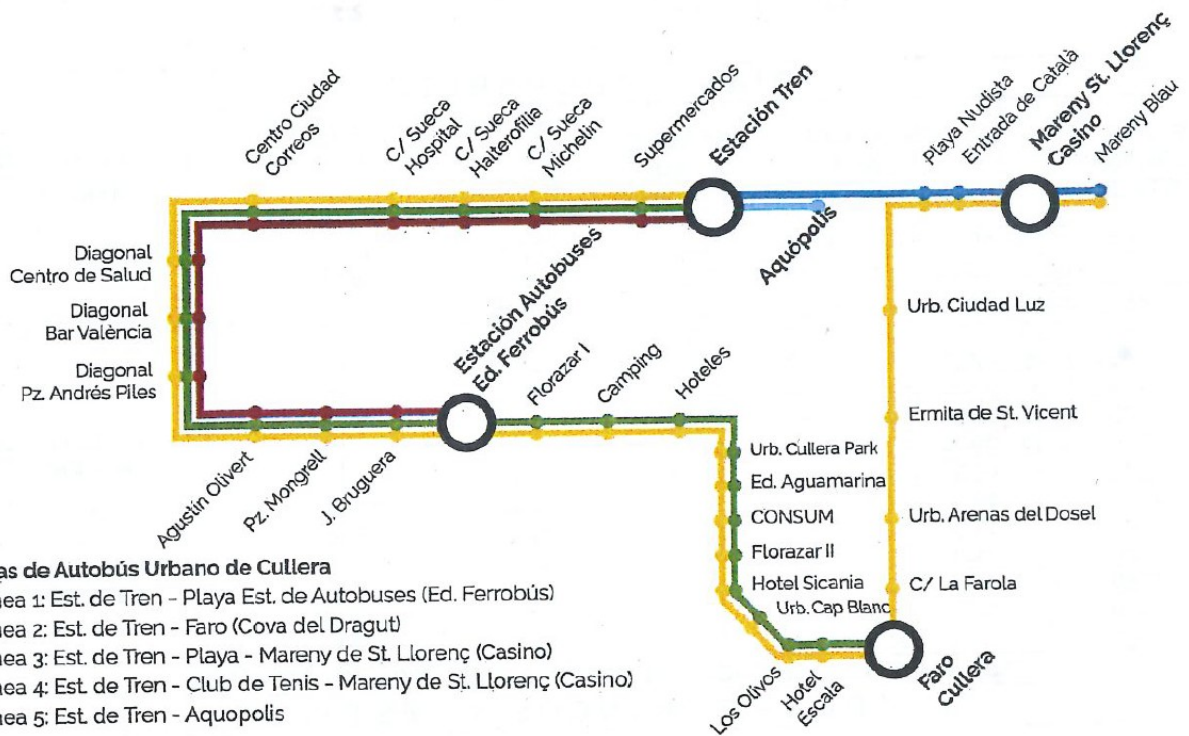 Centro Ciudad
Correos
C/ Sueca
Hospital
C/ Sueca
Halterofilia
C/ Sueca
Michelin
Supermercados
Estación Tren
Playa Nudista
Entrada de Català
Mareny St. Llorenç
Casino
Mareny Blau
Aquópolis
Diagonal
Centro de Salud
Diagonal
Bar València
Diagonal
Pz. Andrés Piles
Estación Autobuses
Ed. Ferrobús
Florazar I
Camping
Hoteles
Agustín Olivert
Pz. Mongrell
J. Bruguera
Urb. Cullera Park
Ed. Aguamarina
CONSUM
Florazar II
Hotel Sicania
Urb. Cap Blanc
Los Olivos
Hotel
Escala
Faro
Cullera
Urb. Ciudad Luz
Ermita de St. Vicent
Urb. Arenas del Dosel
C/ La Farola
as de Autobús Urbano de Cullera
ea 1: Est. de Tren - Playa Est. de Autobuses (Ed. Ferrobús)
ea 2: Est. de Tren - Faro (Cova del Dragut)
ea 3: Est. de Tren - Playa - Mareny de St. Llorenç (Casino)
ea 4: Est. de Tren - Club de Tenis - Mareny de St. Llorenç (Casino)
ea 5: Est. de Tren - Aquopolis